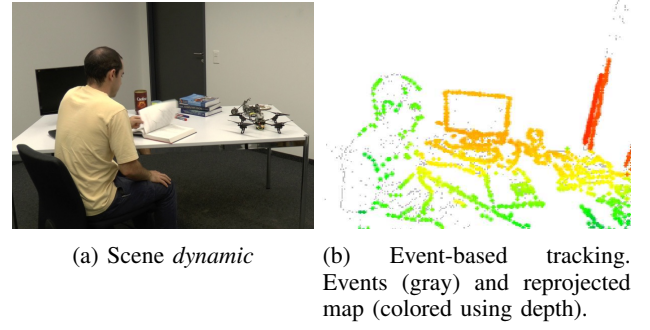 (a) Scene dynamic
(b) Event-based tracking.
Events (gray) and reprojected
map (colored using depth).